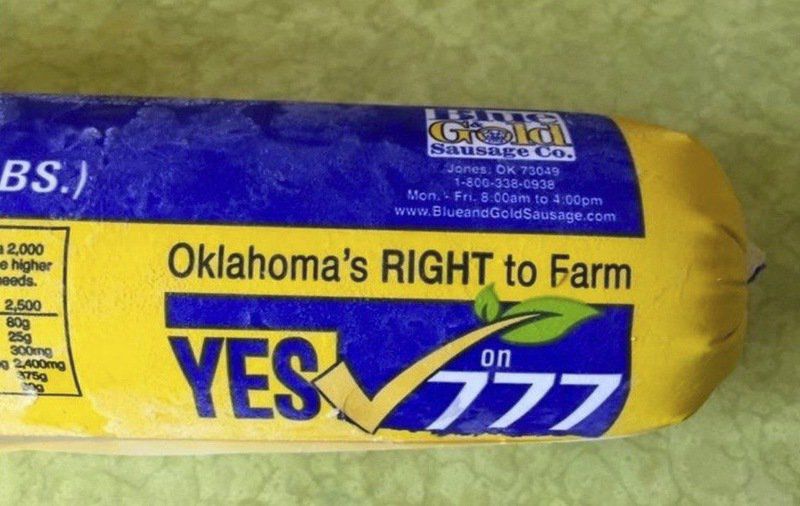 BS.)
Blue
& Gold
Sausage Co.
Jones, OK 73049
1-800-338-0938
Mon. - Fri. 8:00am to 4:00pm
www.BlueandGoldSausage.com
a 2,000
e higher
needs.
2,500
80g
25g
300mg
g 2,400mg
375g
Oklahoma's RIGHT to Farm
YES on
777